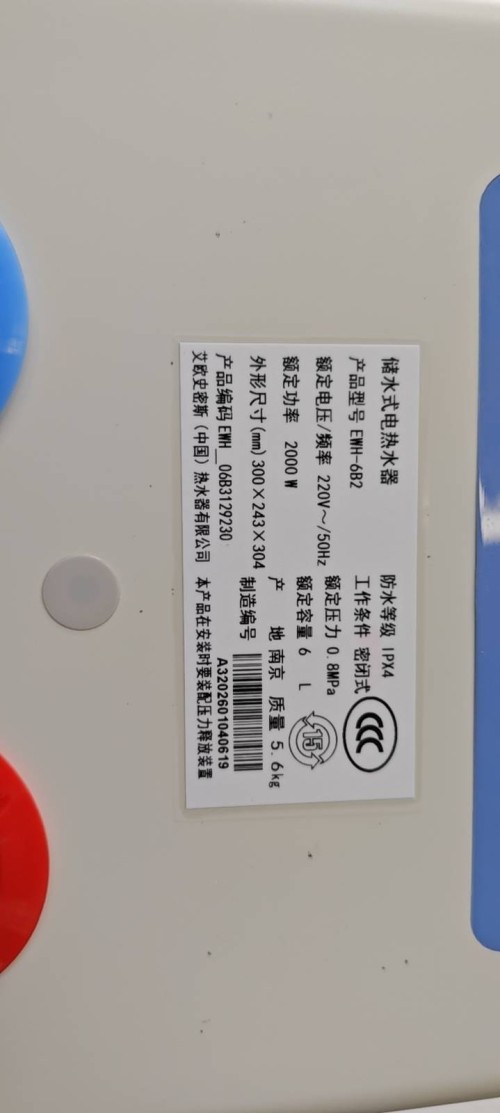 储水式电热水器 防水等级 IPX4
产品型号 EWH-6B2 工作条件 密闭式
额定电压/频率 220V～/50Hz 额定压力 0.8MPa
额定功率 2000W 额定容量 6 L
外形尺寸(mm)300×243×304 产 地 南京 质量 5.6kg
产品编码 EWH__06B3129230 制造编号
A3202601040619
艾欧史密斯（中国）热水器有限公司 本产品在安装时要装配压力释放装置
CCC
15